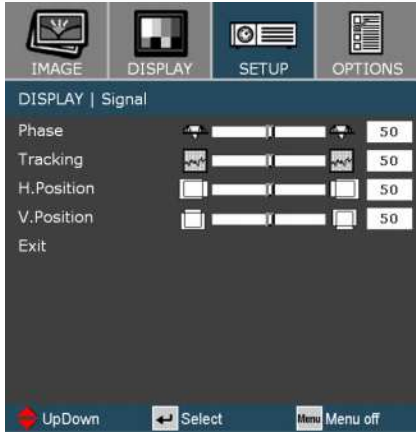 IMAGE DISPLAY SETUP OPTIONS
DISPLAY | Signal
Phase 50
Tracking 50
H.Position 50
V.Position 50
Exit
UpDown Select Menu Menu off